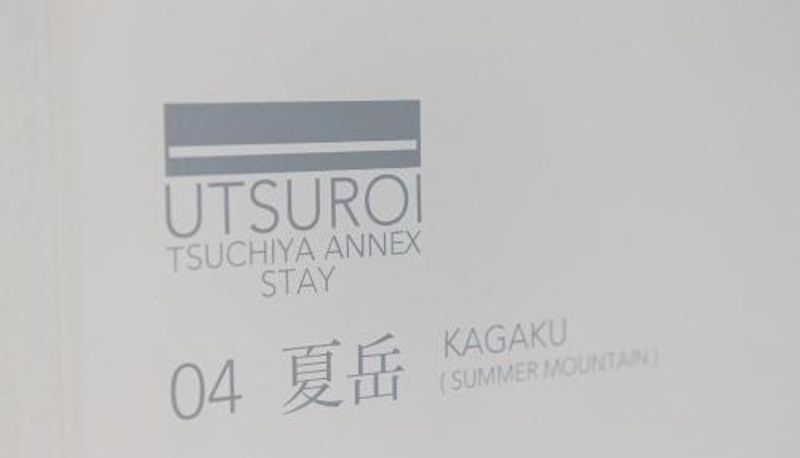 UTSUROI
TSUCHIYA ANNEX
STAY
04 夏岳 KAGAKU
( SUMMER MOUNTAIN )